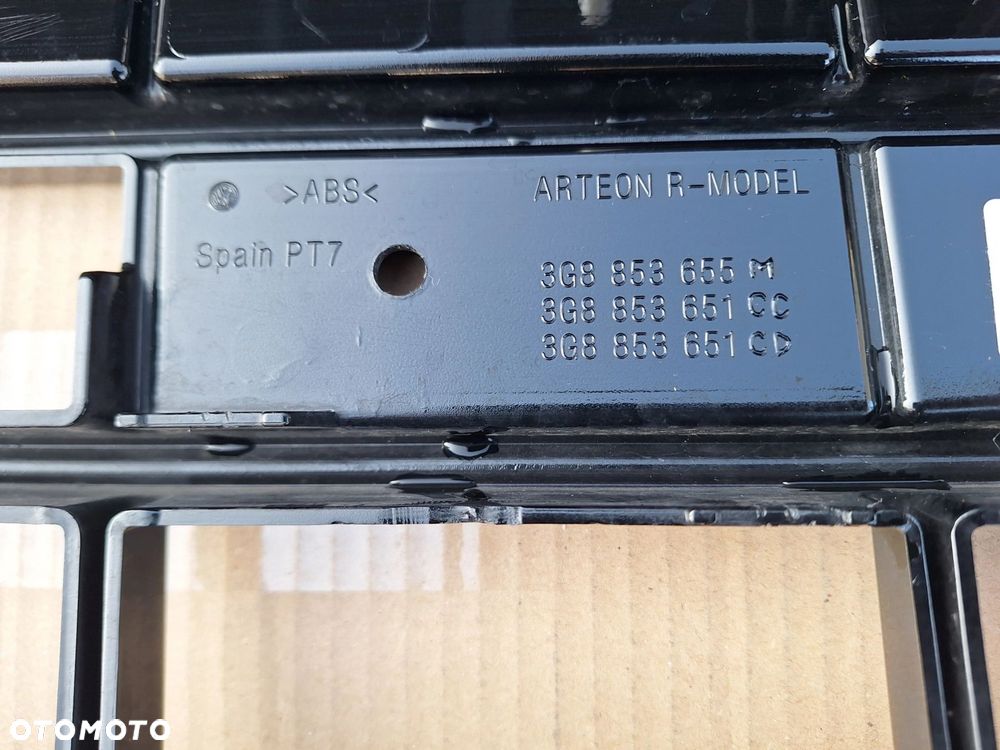 >ABS<
ARTEON R-MODEL
Spain PT7
3G8 853 655 M
3G8 853 651 CC
3G8 853 651 CD
OTOMOTO